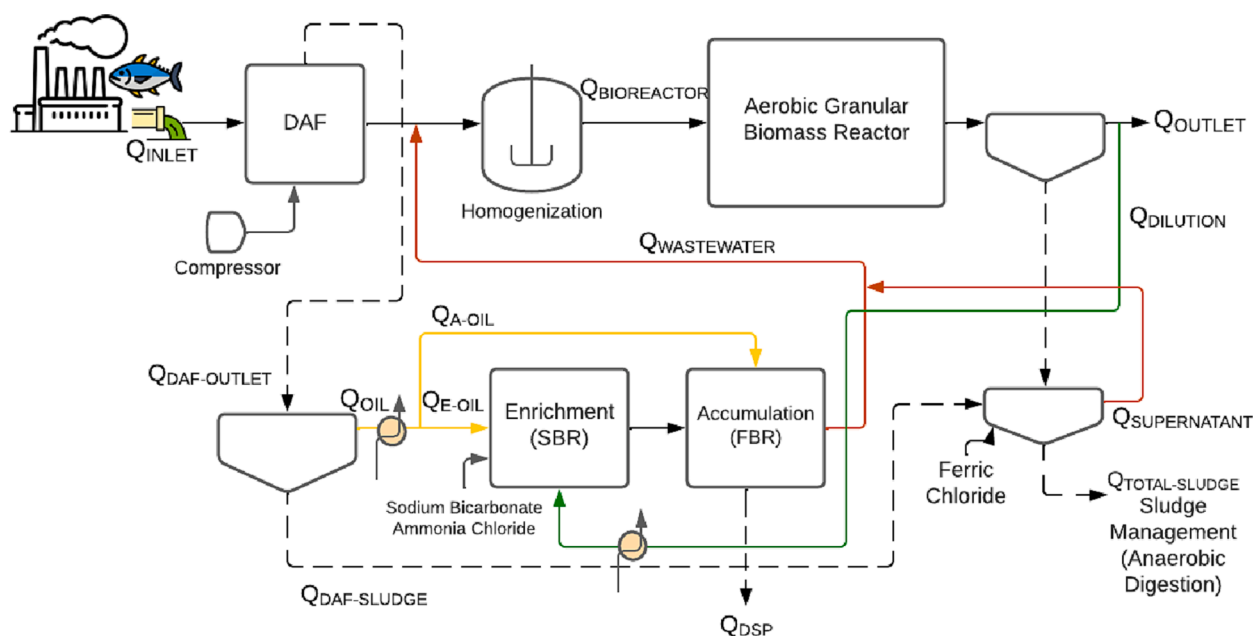 DAF
QINLET
Compressor
Homogenization
QBIOREACTOR
Aerobic Granular
Biomass Reactor
QOUTLET
QDILUTION
QWASTEWATER
QA-OIL
QDAF-OUTLET
QOIL
QE-OIL
Enrichment
(SBR)
Accumulation
(FBR)
Sodium Bicarbonate
Ammonia Chloride
QSUPERNATANT
Ferric
Chloride
QTOTAL-SLUDGE
Sludge
Management
(Anaerobic
Digestion)
QDAF-SLUDGE
QDSP